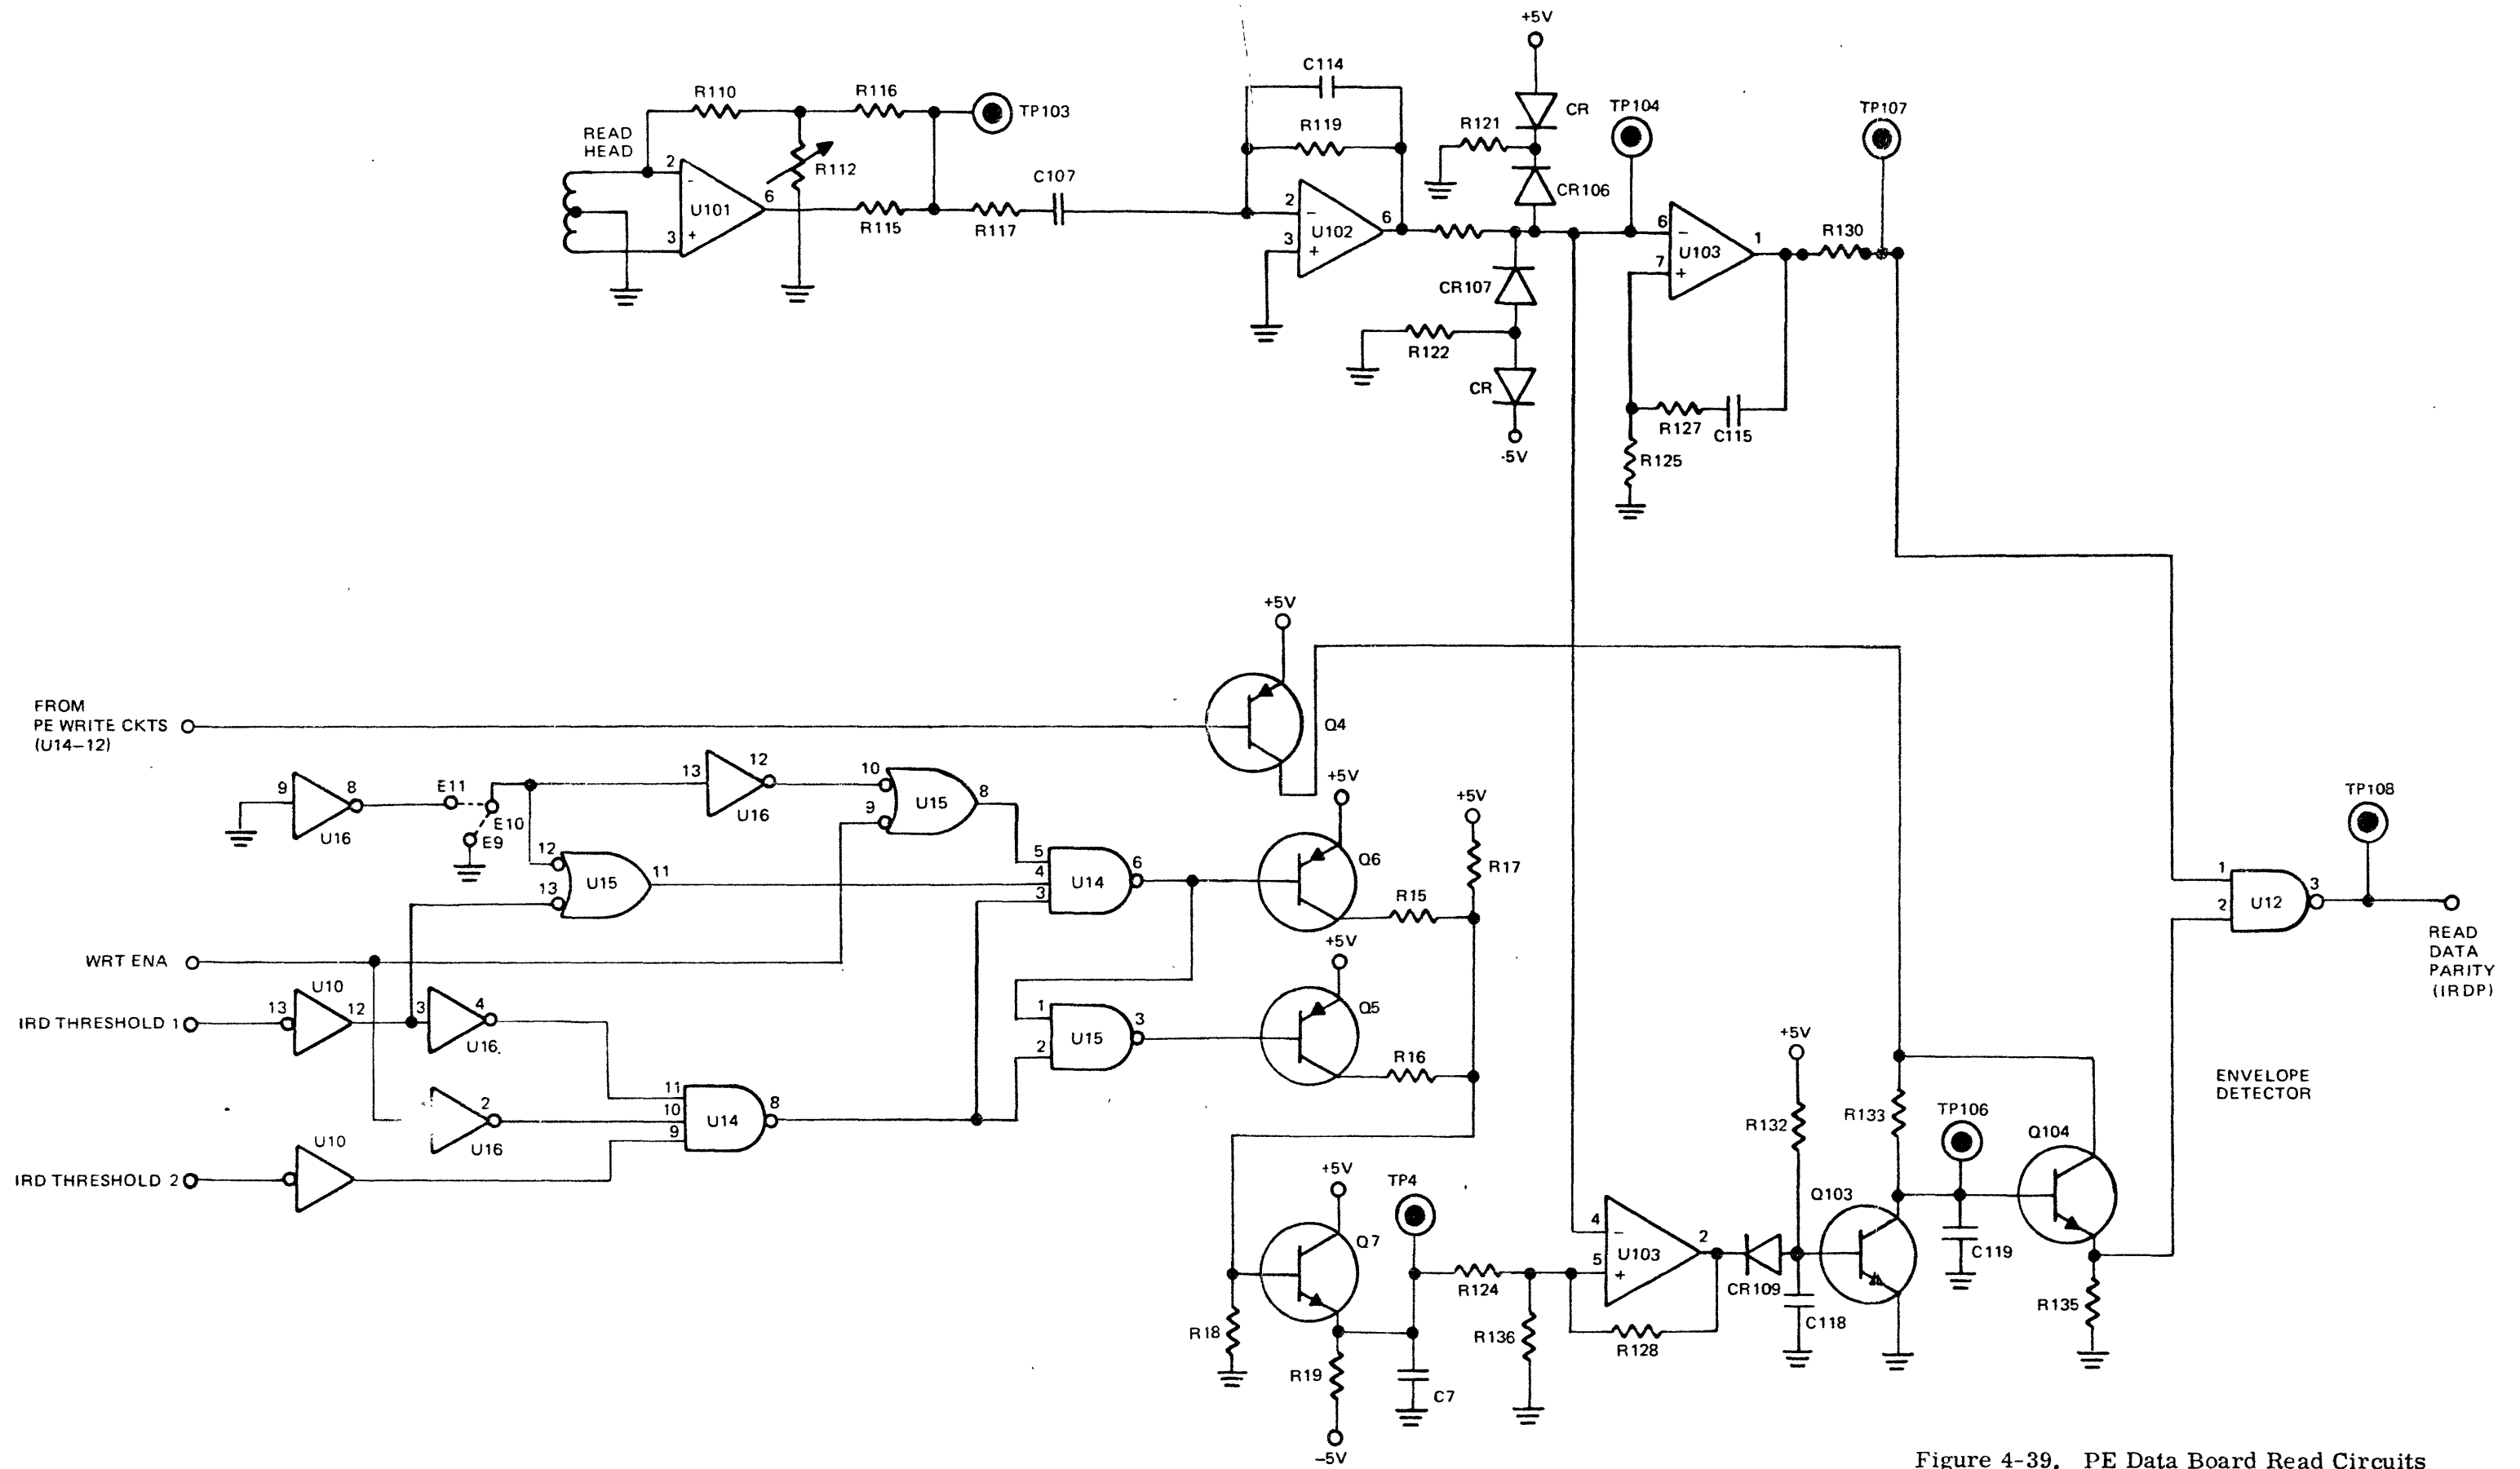 +5V
C114
R110
R116
TP103
CR
TP104
TP107
READ
HEAD
R119
R121
2
-
R112
C107
CR106
6
U101
R115
R117
3
+
2
-
6
U102
3
+
6
-
1
R130
U103
7
+
CR107
R122
CR
R127
C115
-5V
R125
+5V
FROM
PE WRITE CKTS
(U14-12)
Q4
9
8
E11
13
12
10
U15
8
+5V
+5V
TP108
U16
E10
E9
U16
9
12
U15
11
13
5
4
3
U14
6
Q6
R17
R15
1
2
U12
3
WRT ENA
+5V
READ
DATA
PARITY
(IRDP)
U10
13
12
3
4
IRD THRESHOLD 1
U16.
1
2
U15
3
Q5
R16
+5V
ENVELOPE
DETECTOR
11
10
9
U14
8
2
U16
R132
R133
TP106
Q104
U10
IRD THRESHOLD 2
+5V
TP4
Q103
Q7
4
-
2
U103
5
+
R124
CR109
C119
R18
R136
R128
C118
R135
R19
C7
-5V
Figure 4-39. PE Data Board Read Circuits